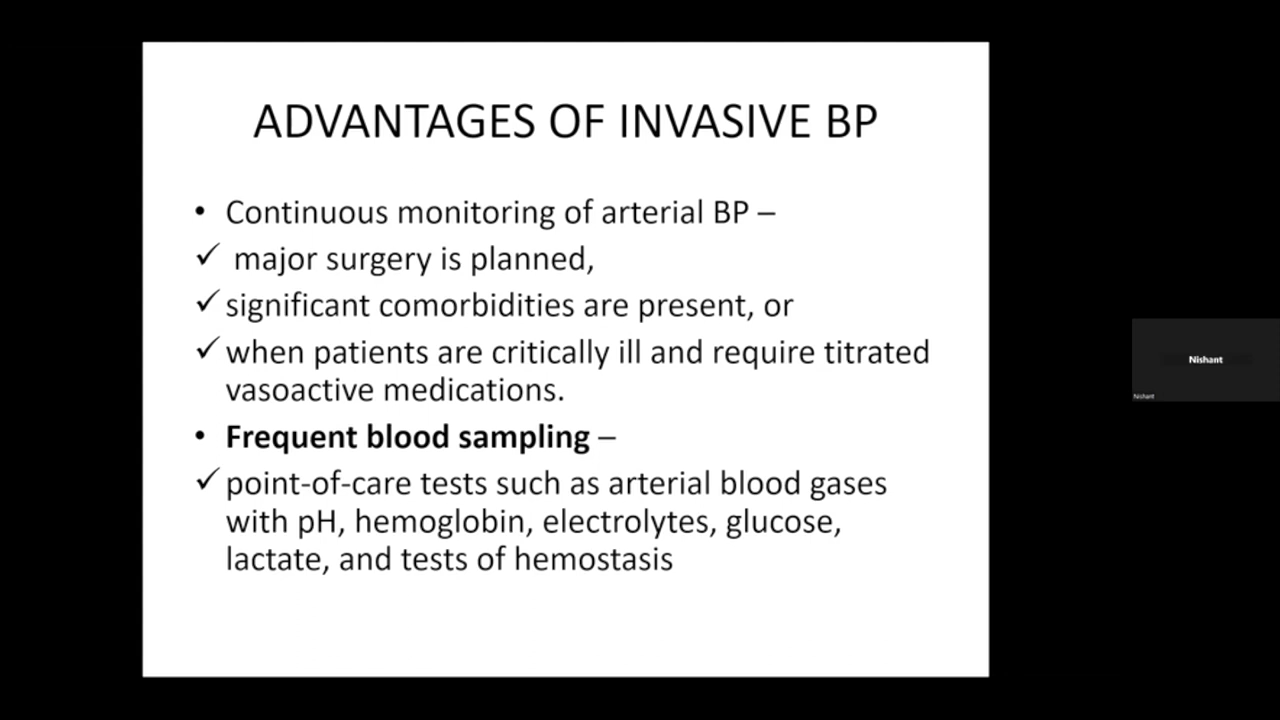 ADVANTAGES OF INVASIVE BP
• Continuous monitoring of arterial BP –
✓ major surgery is planned,
✓ significant comorbidities are present, or
✓ when patients are critically ill and require titrated
vasoactive medications.
• Frequent blood sampling –
✓ point-of-care tests such as arterial blood gases
with pH, hemoglobin, electrolytes, glucose,
lactate, and tests of hemostasis
Nishant
Nishant